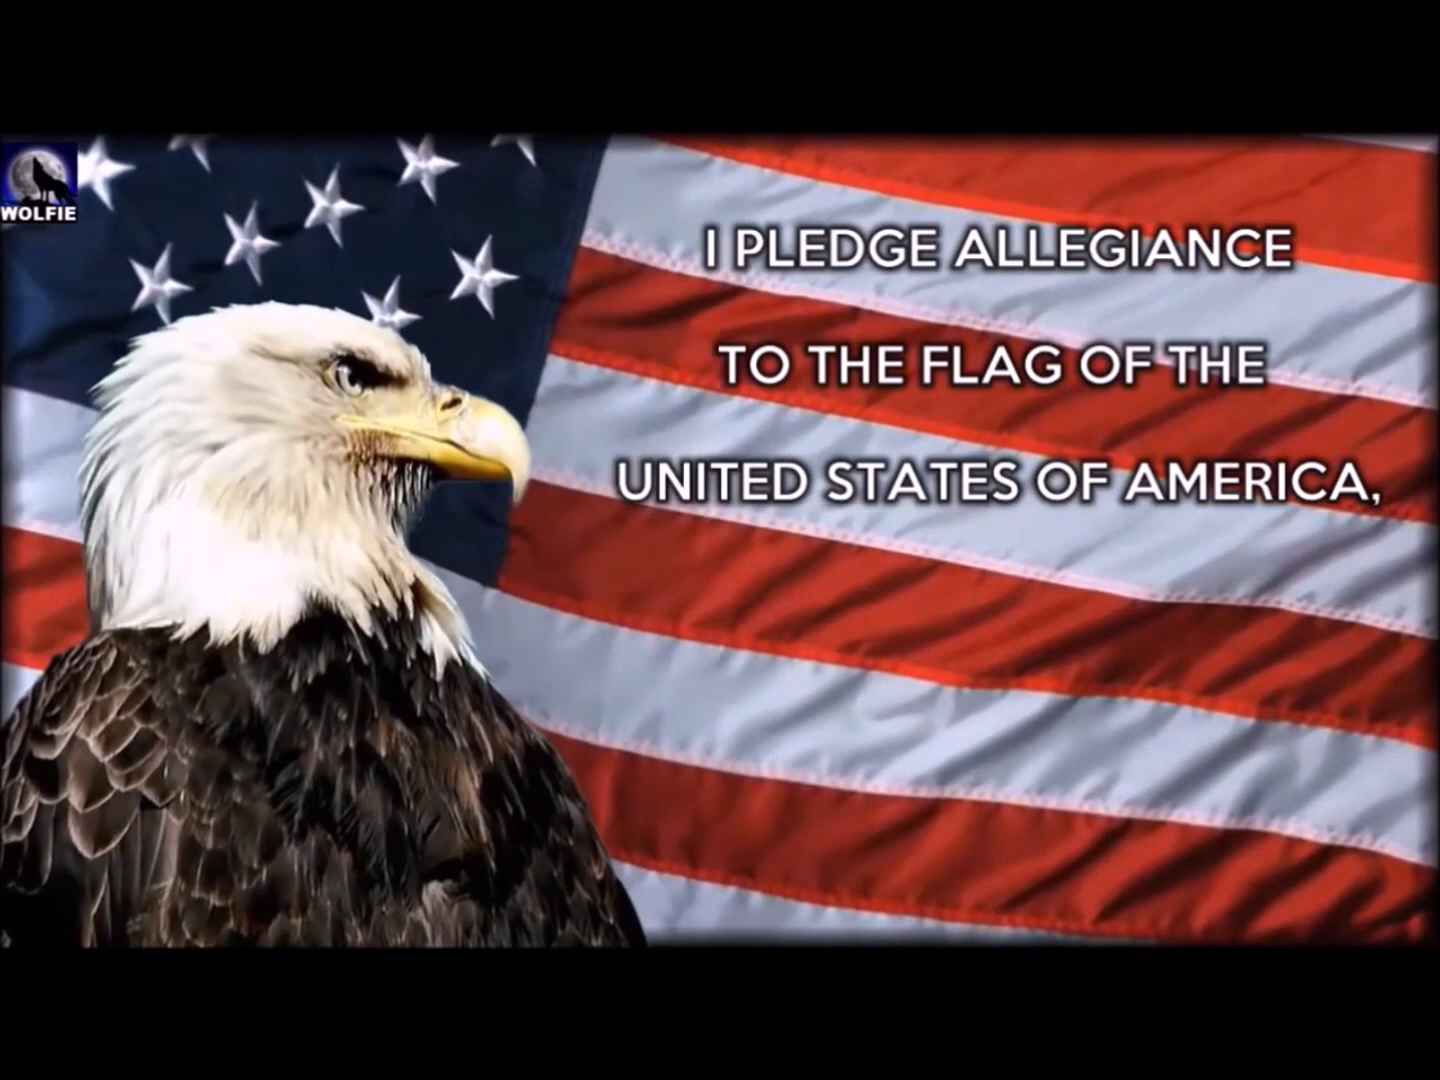 WOLFIE
I PLEDGE ALLEGIANCE
TO THE FLAG OF THE
UNITED STATES OF AMERICA,